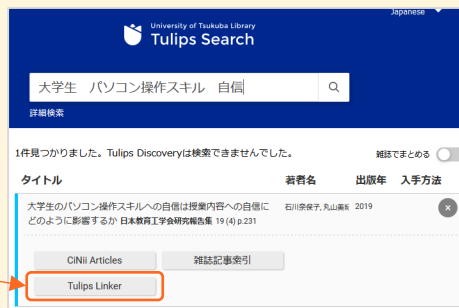 Japanese
University of Tsukuba Library
Tulips Search
大学生 パソコン操作スキル 自信
詳細検索
1件見つかりました。Tulips Discoveryは検索できませんでした。 雑誌でまとめる
タイトル 著者名 出版年 入手方法
大学生のパソコン操作スキルへの自信は授業内容への自信に 石川奈保子, 丸山美 2019
どのように影響するか 日本教育工学会研究報告集 19 (4) p.231
CiNii Articles 雑誌記事索引
Tulips Linker